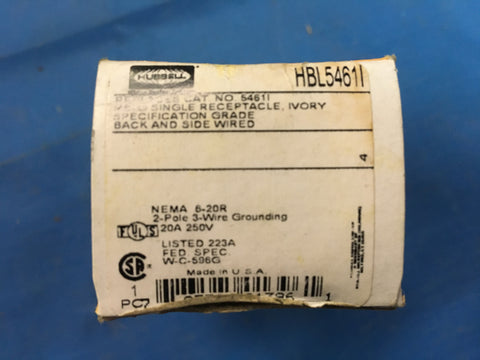 HUBBELL
HBL5461I
CAT. NO. 5461I
SINGLE RECEPTACLE, IVORY
SPECIFICATION GRADE
BACK AND SIDE WIRED
4
NEMA 6-20R
2-Pole 3-Wire Grounding
20A 250V
LISTED 223A
FED. SPEC.
W-C-596G
Made in U.S.A.
1
1